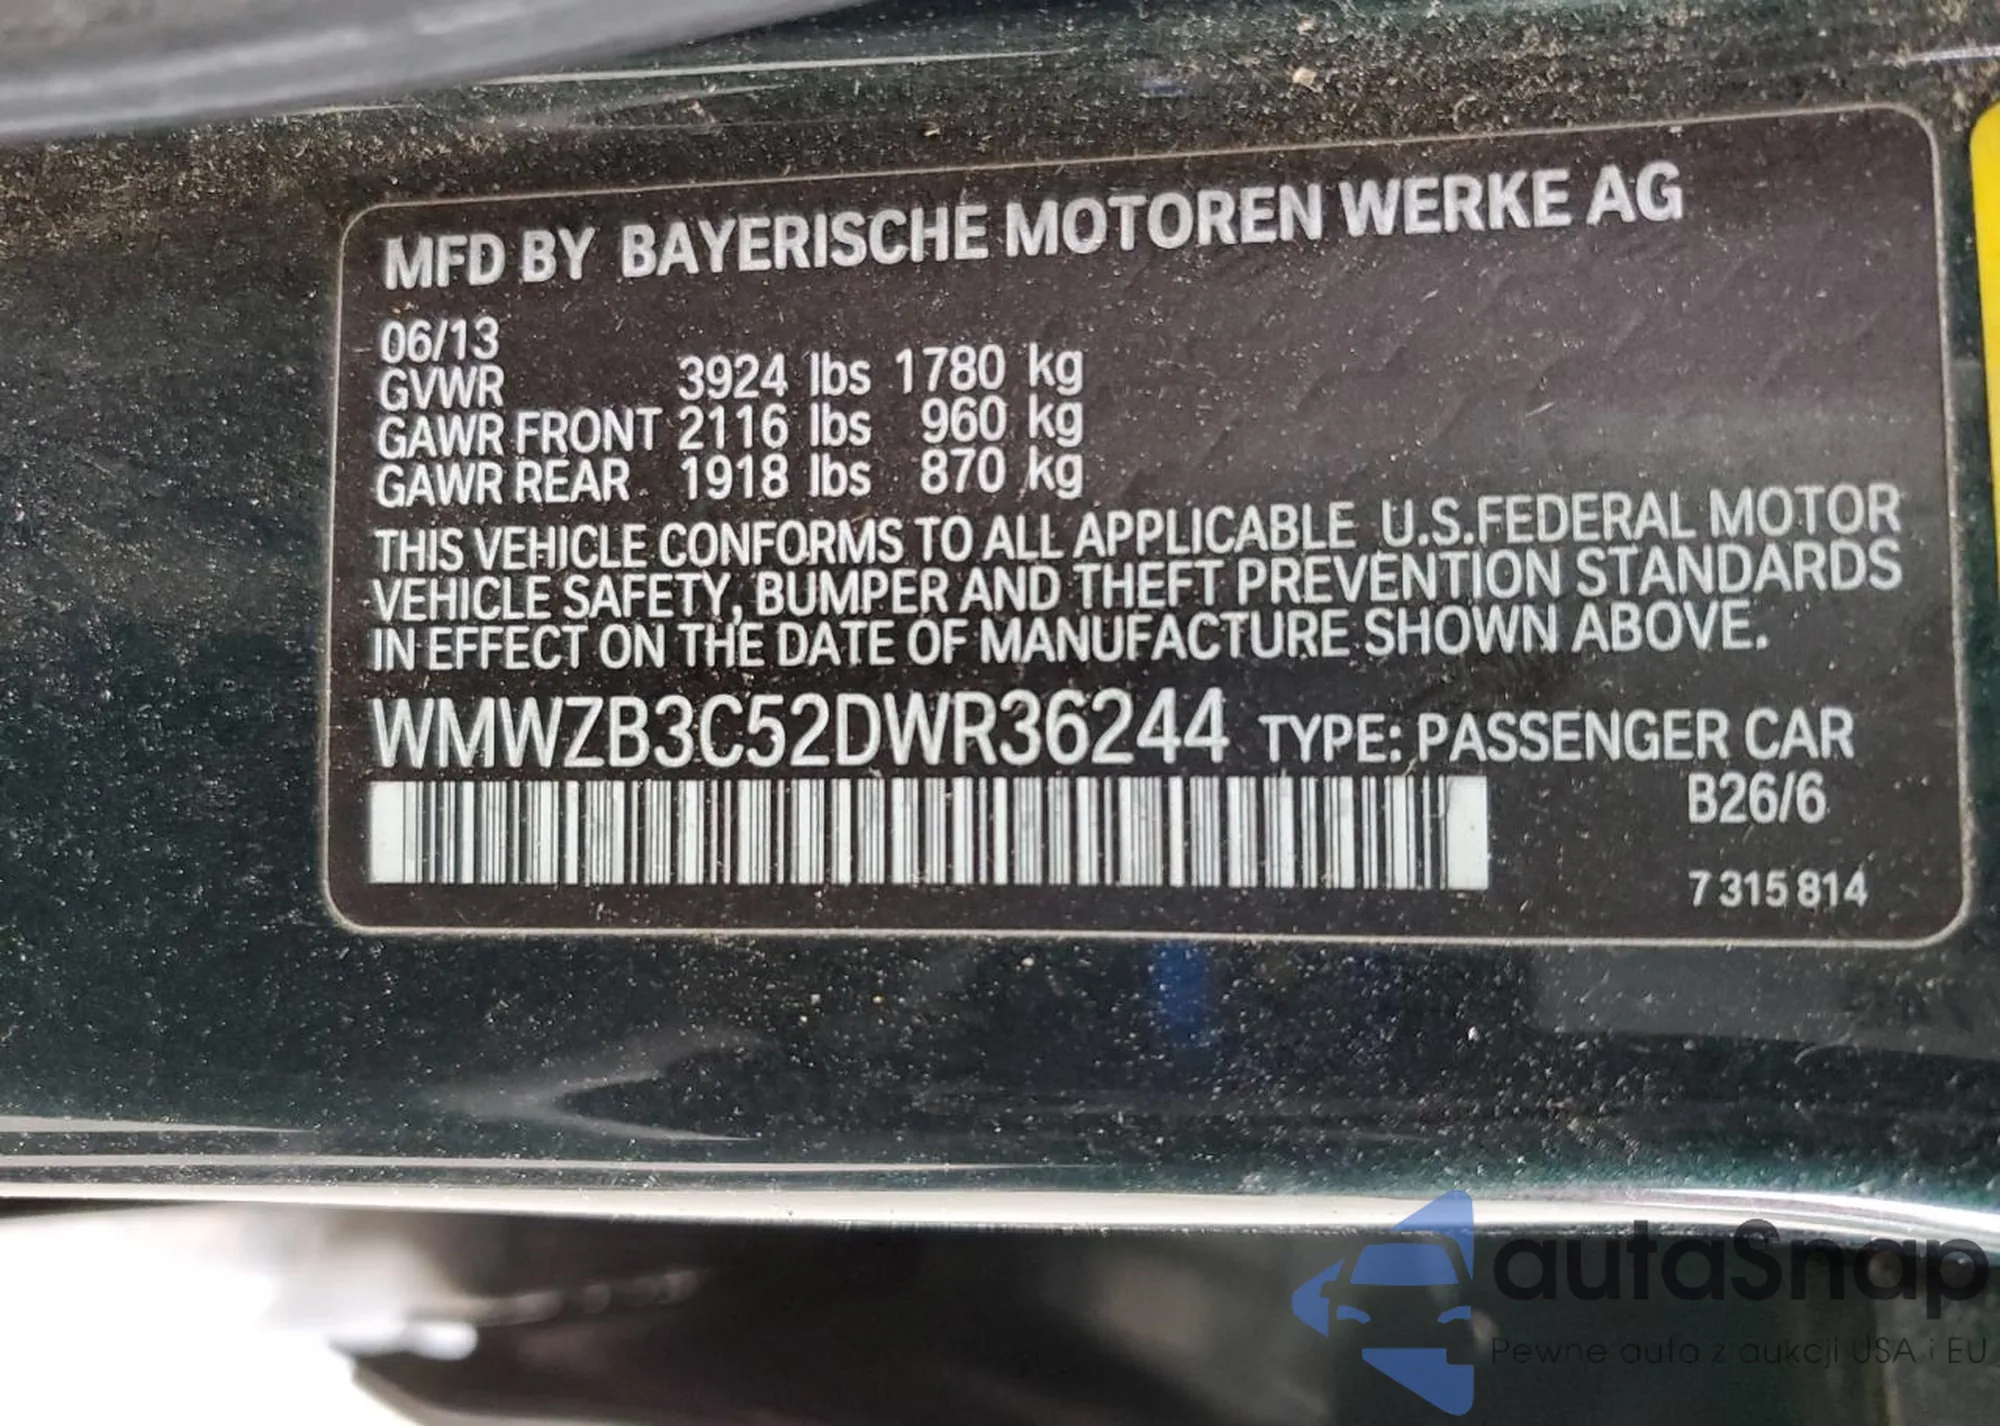 MFD BY BAYERISCHE MOTOREN WERKE AG
06/13
GVWR 3924 lbs 1780 kg
GAWR FRONT 2116 lbs 960 kg
GAWR REAR 1918 lbs 870 kg
THIS VEHICLE CONFORMS TO ALL APPLICABLE U.S.FEDERAL MOTOR
VEHICLE SAFETY, BUMPER AND THEFT PREVENTION STANDARDS
IN EFFECT ON THE DATE OF MANUFACTURE SHOWN ABOVE.
WMWZB3C52DWR36244 TYPE: PASSENGER CAR
B26/6
7 315 814
autaSnap
Pewne auta z aukcji USA i EU